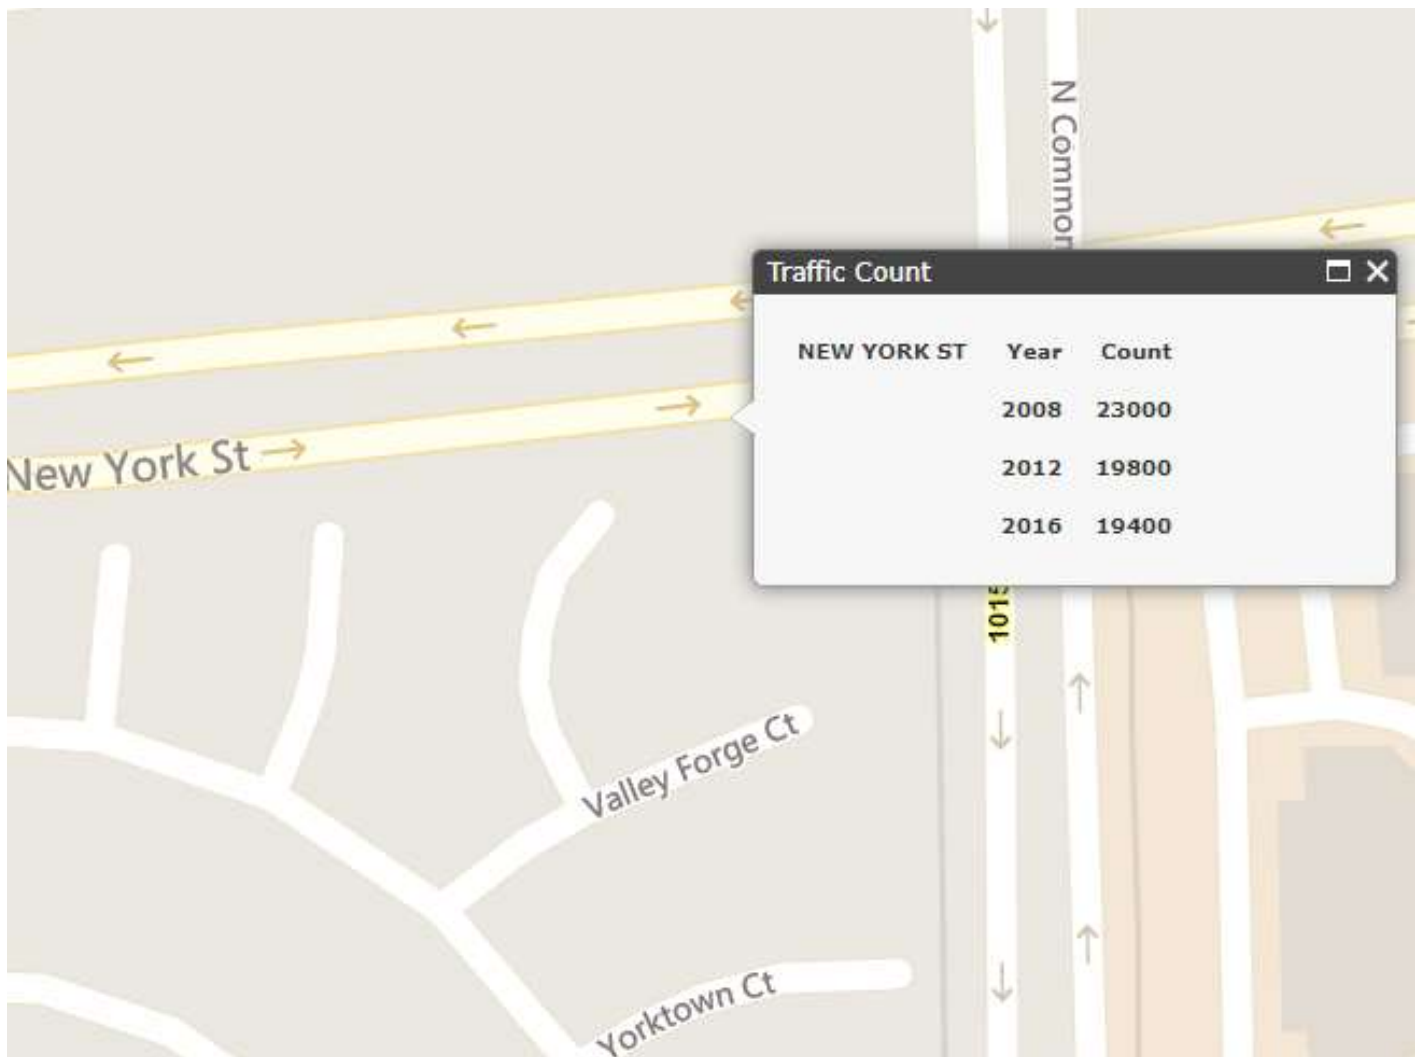 N Common
Traffic Count
NEW YORK ST Year Count
2008 23000
2012 19800
2016 19400
New York St
Valley Forge Ct
Yorktown Ct